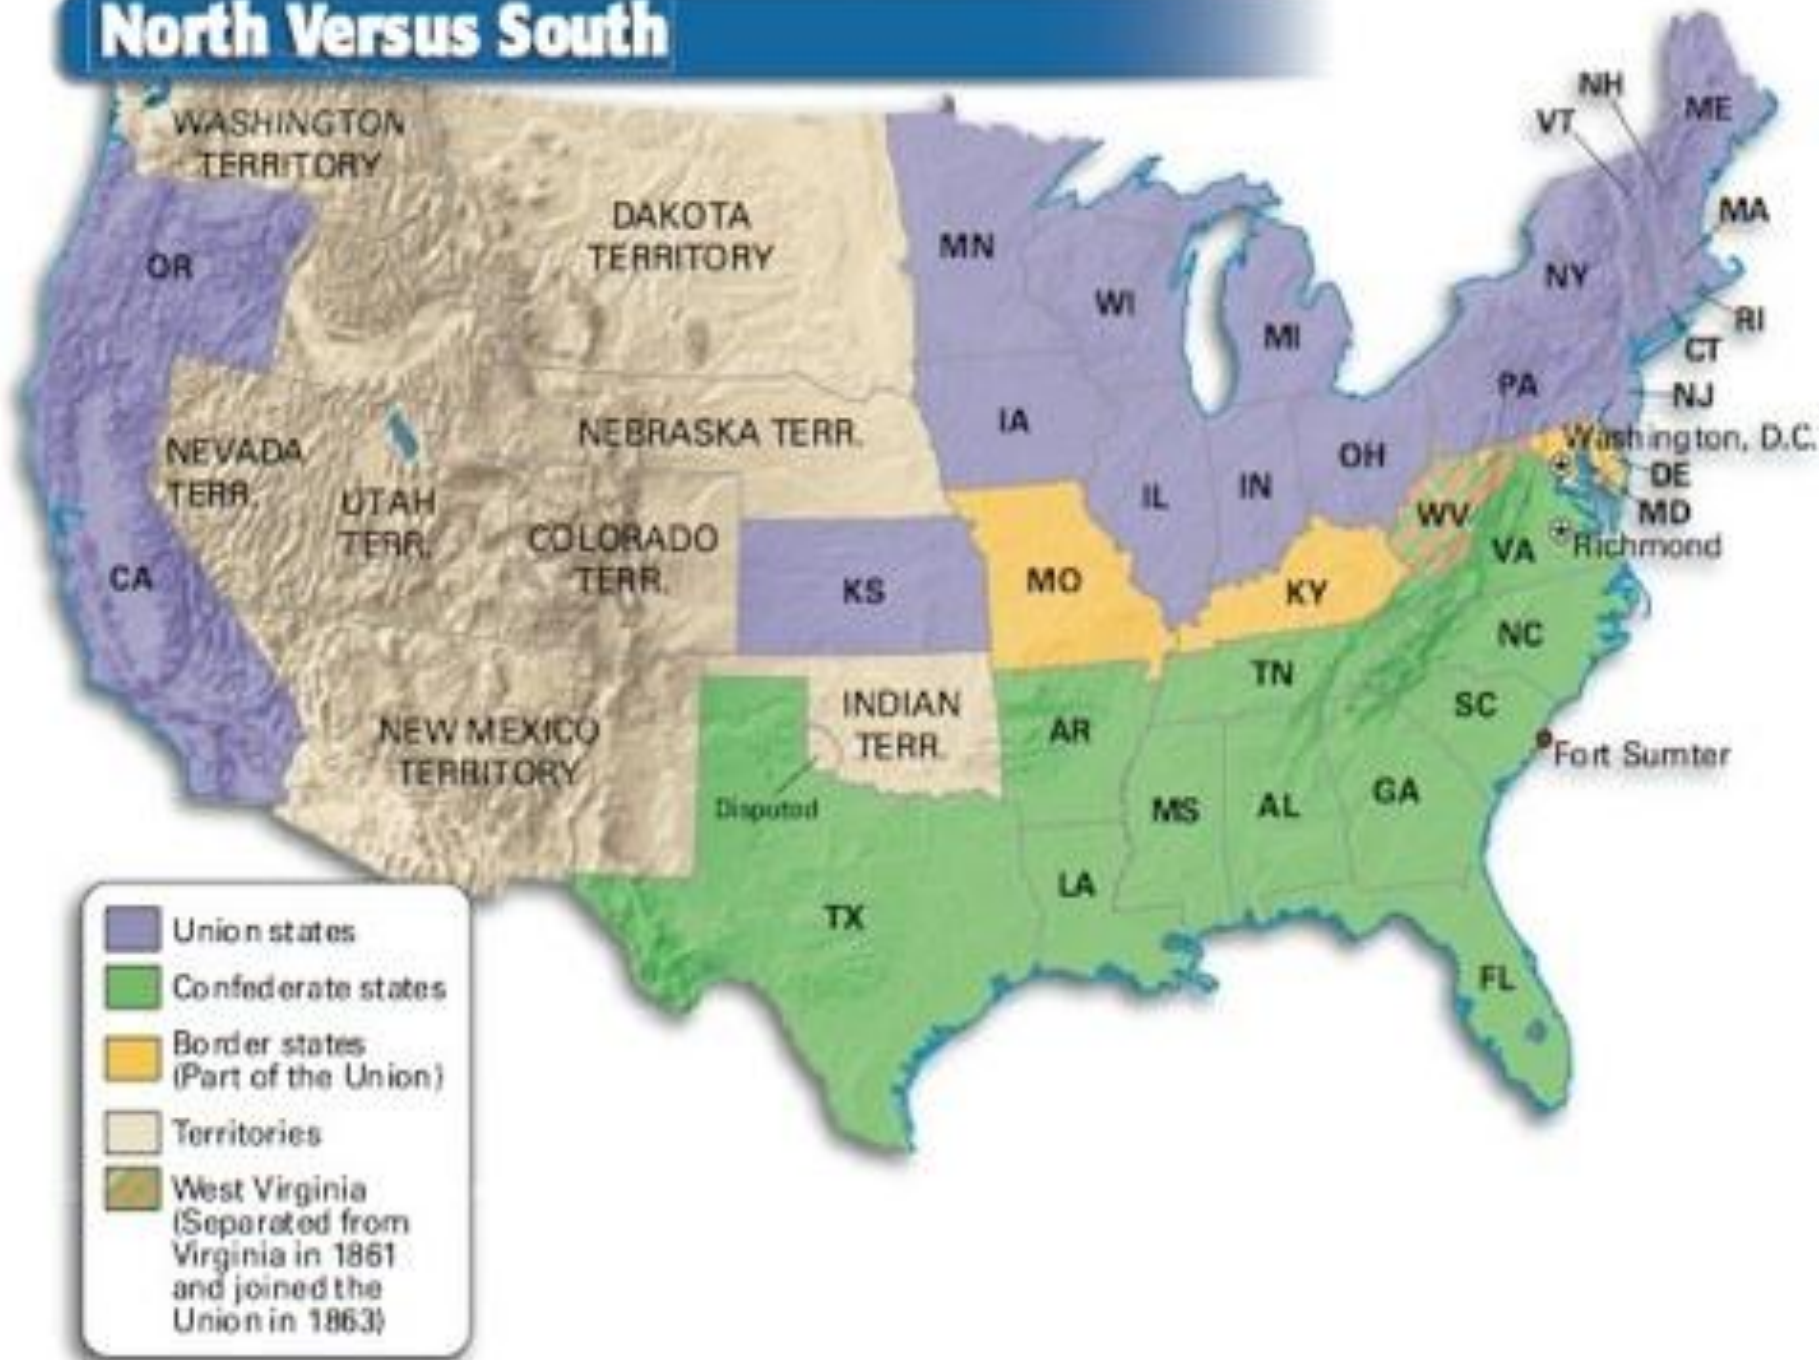 North Versus South
WASHINGTON
TERRITORY
DAKOTA
TERRITORY
OR
MN
WI
MI
NH
VT
ME
MA
NY
RI
CT
PA
NJ
Washington, D.C.
DE
MD
Richmond
NEBRASKA TERR.
IA
NEVADA
TERR.
UTAH
TERR.
COLORADO
TERR.
CA
KS
MO
IL
IN
OH
KY
WV
VA
NC
TN
SC
Fort Sumter
NEW MEXICO
TERRITORY
INDIAN
TERR.
AR
Disputed
MS
AL
GA
LA
TX
FL
Union states
Confederate states
Border states
(Part of the Union)
Territories
West Virginia
(Separated from
Virginia in 1861
and joined the
Union in 1863)